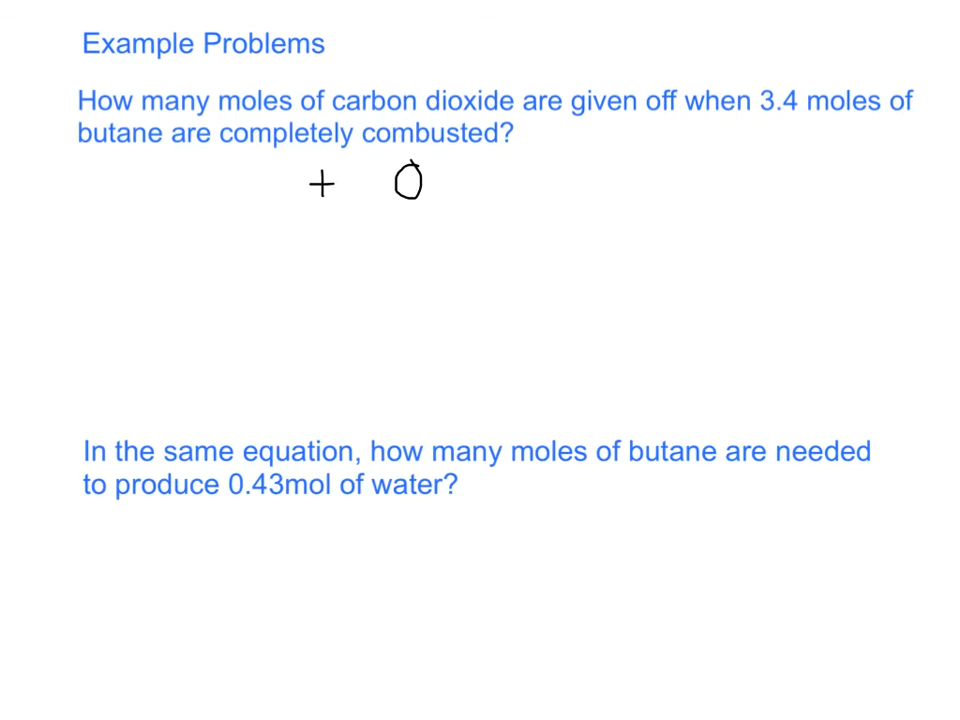 Example Problems
How many moles of carbon dioxide are given off when 3.4 moles of
butane are completely combusted?
+ O
In the same equation, how many moles of butane are needed
to produce 0.43mol of water?